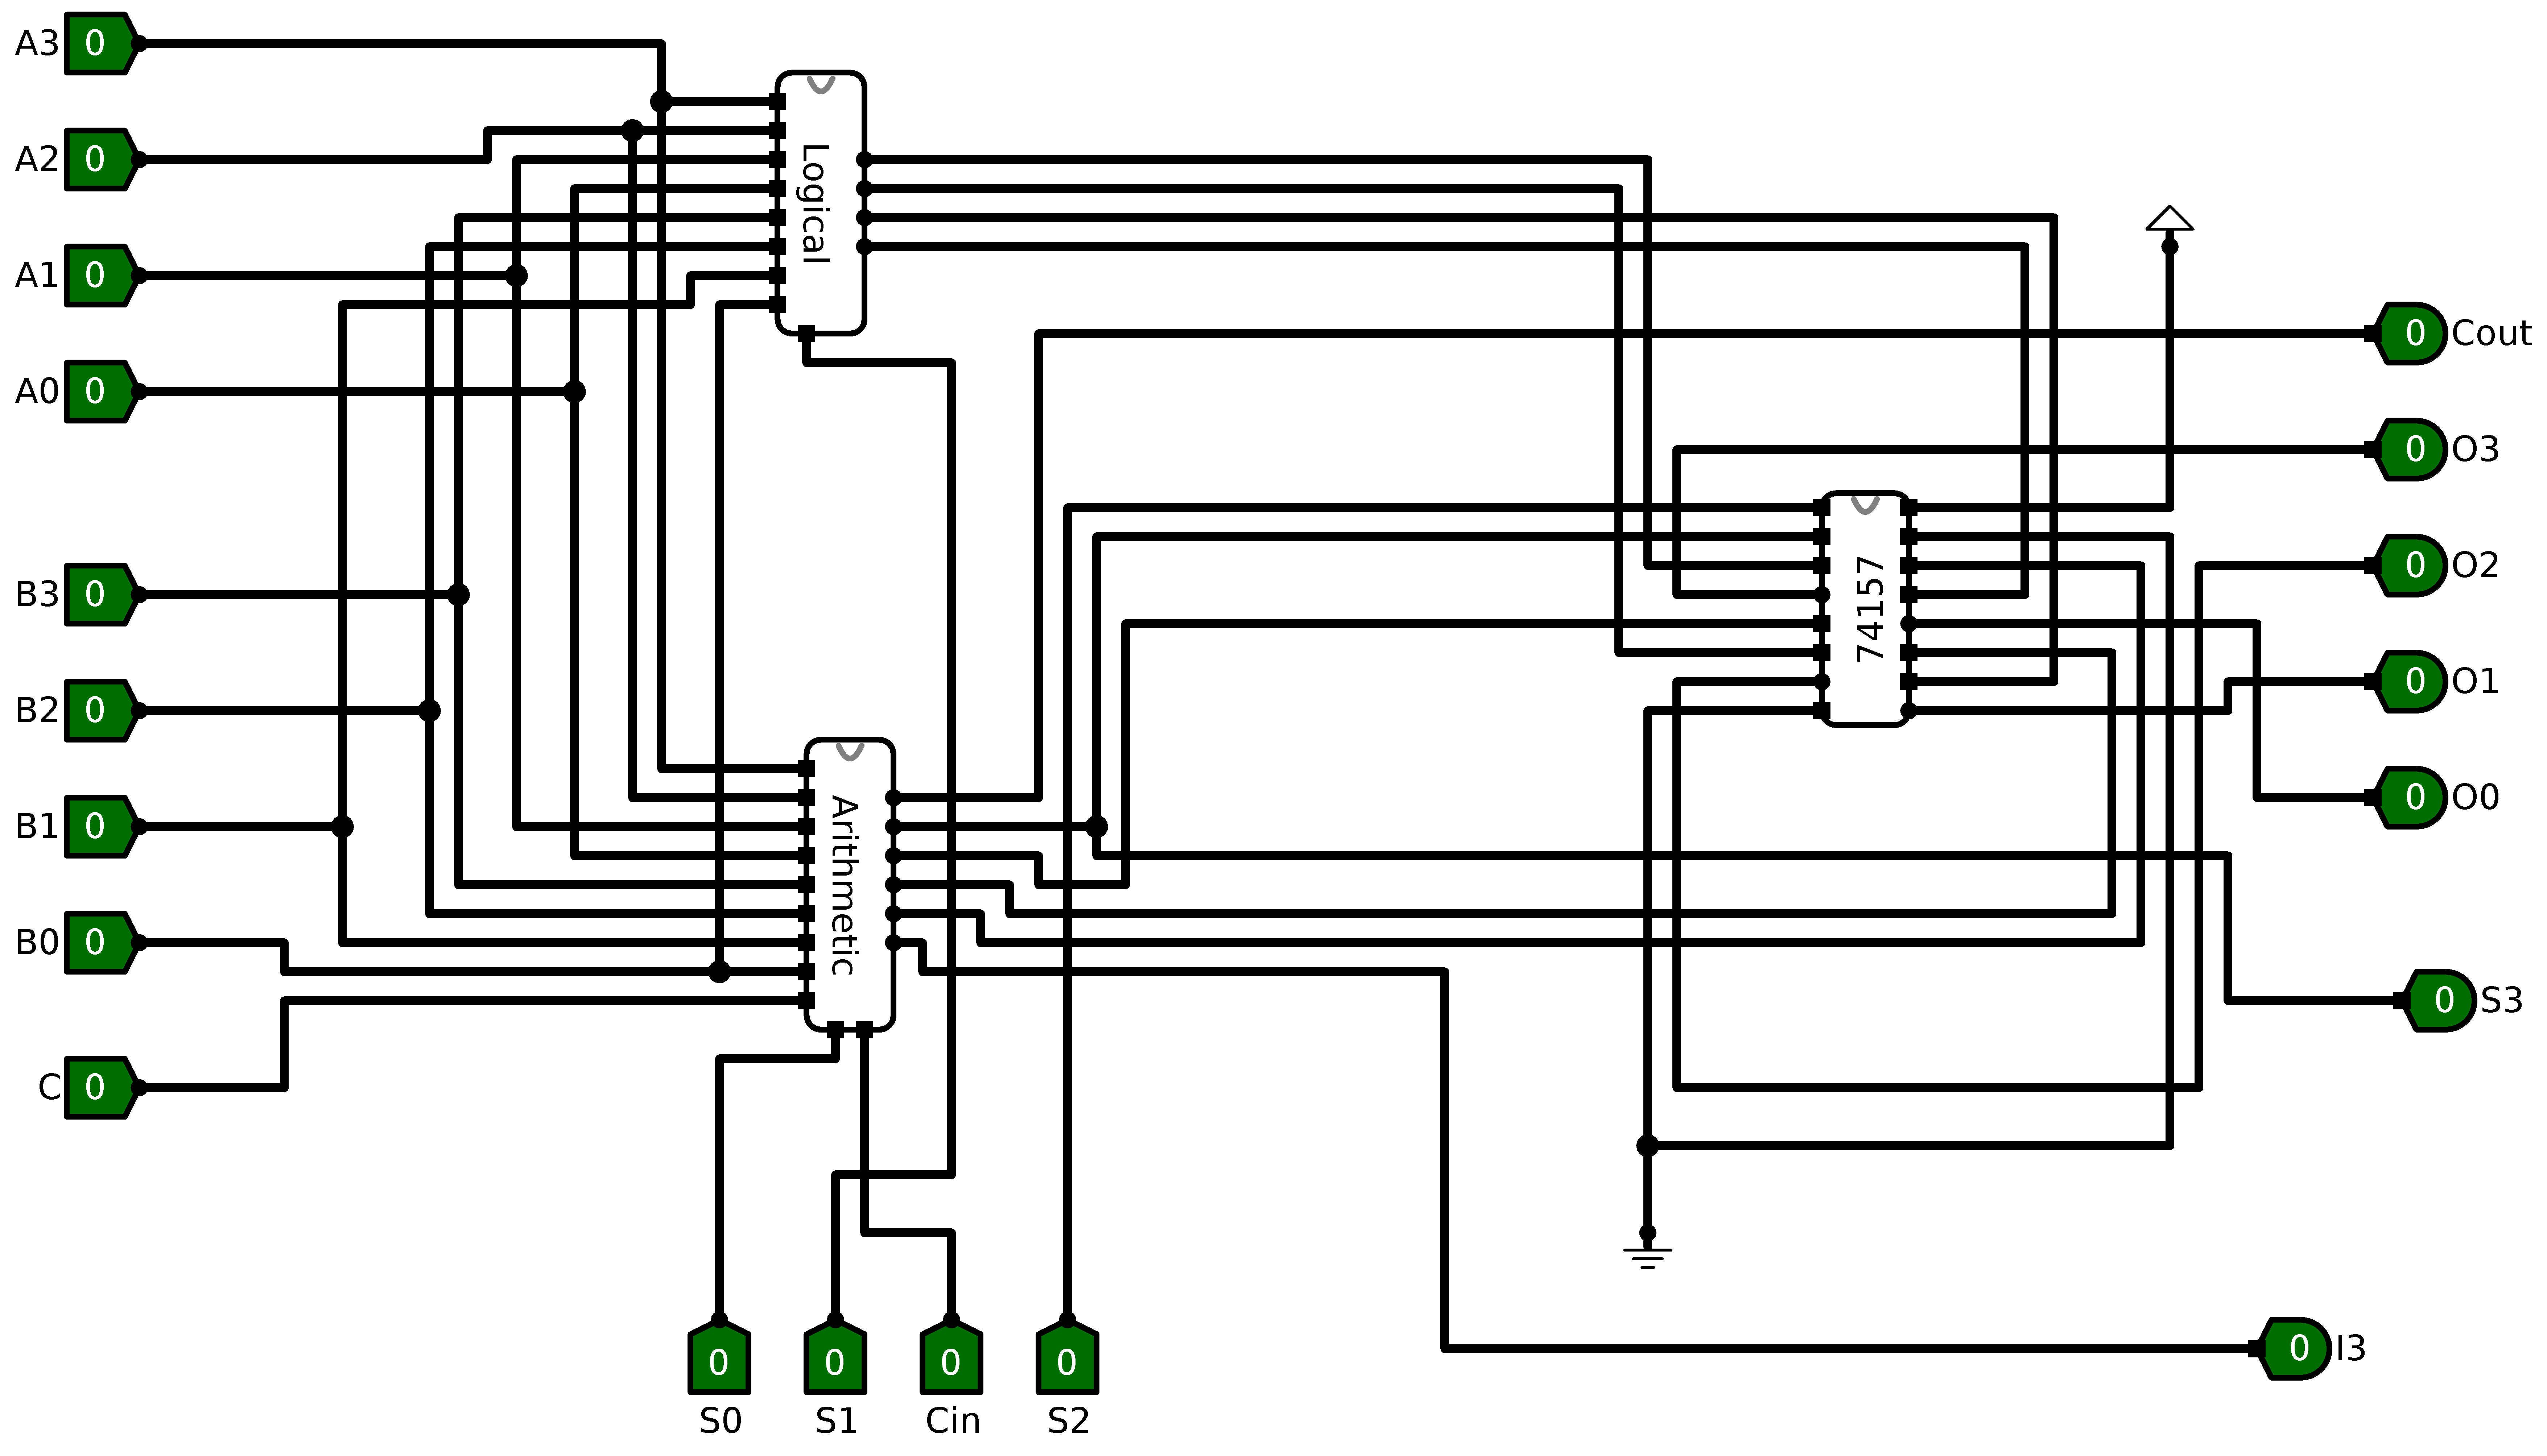 A3 0
A2 0
A1 0
A0 0
B3 0
B2 0
B1 0
B0 0
C 0
Logical
Arithmetic
74157
0 Cout
0 O3
0 O2
0 O1
0 O0
0 S3
0 I3
0 0 0 0
S0 S1 Cin S2